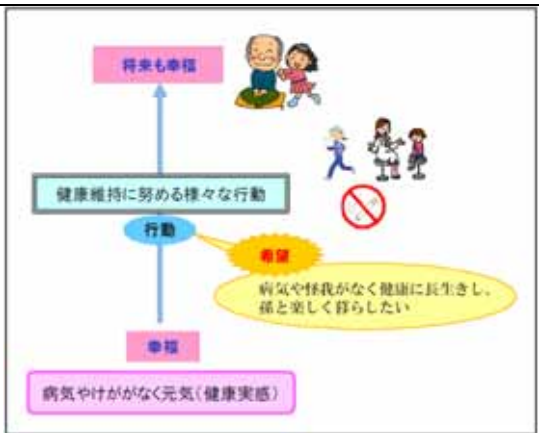 将来も幸福
健康維持に努める様々な行動
行動
希望
病気や怪我がなく健康に長生きし、
孫と楽しく暮らしたい
幸福
病気やけががなく元気(健康実感)